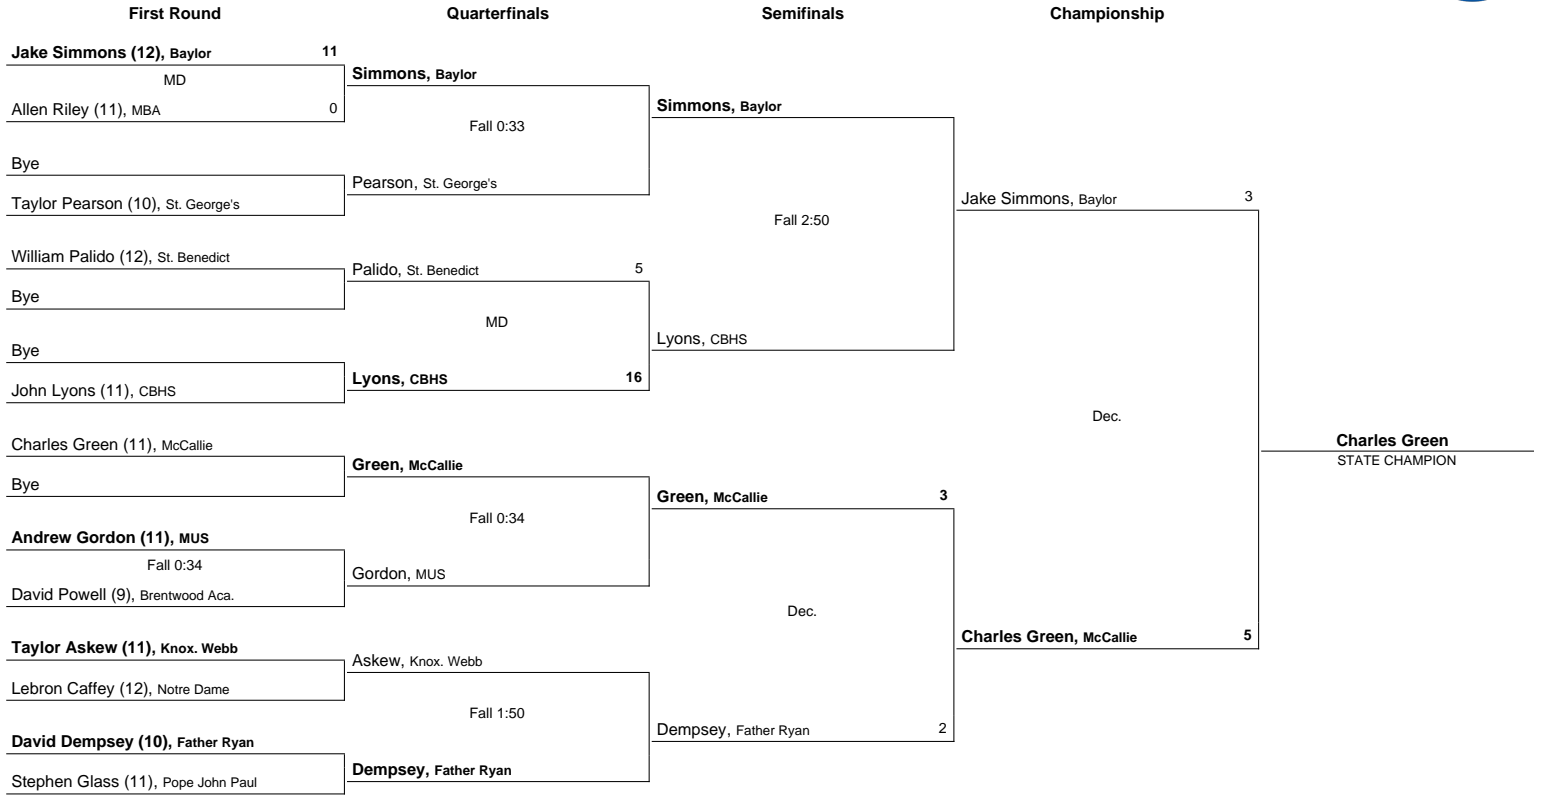 First Round
Quarterfinals
Semifinals
Championship
Jake Simmons (12), Baylor 11
MD
Allen Riley (11), MBA 0
Bye
Taylor Pearson (10), St. George's
William Palido (12), St. Benedict
Bye
Bye
John Lyons (11), CBHS
Charles Green (11), McCallie
Bye
Andrew Gordon (11), MUS
Fall 0:34
David Powell (9), Brentwood Aca.
Taylor Askew (11), Knox. Webb
Lebron Caffey (12), Notre Dame
David Dempsey (10), Father Ryan
Stephen Glass (11), Pope John Paul
Simmons, Baylor
Fall 0:33
Pearson, St. George's
Palido, St. Benedict 5
MD
Lyons, CBHS 16
Green, McCallie
Fall 0:34
Gordon, MUS
Askew, Knox. Webb
Fall 1:50
Dempsey, Father Ryan
Simmons, Baylor
Fall 2:50
Lyons, CBHS
Green, McCallie 3
Dec.
Dempsey, Father Ryan 2
Jake Simmons, Baylor 3
Dec.
Charles Green, McCallie 5
Charles Green
STATE CHAMPION